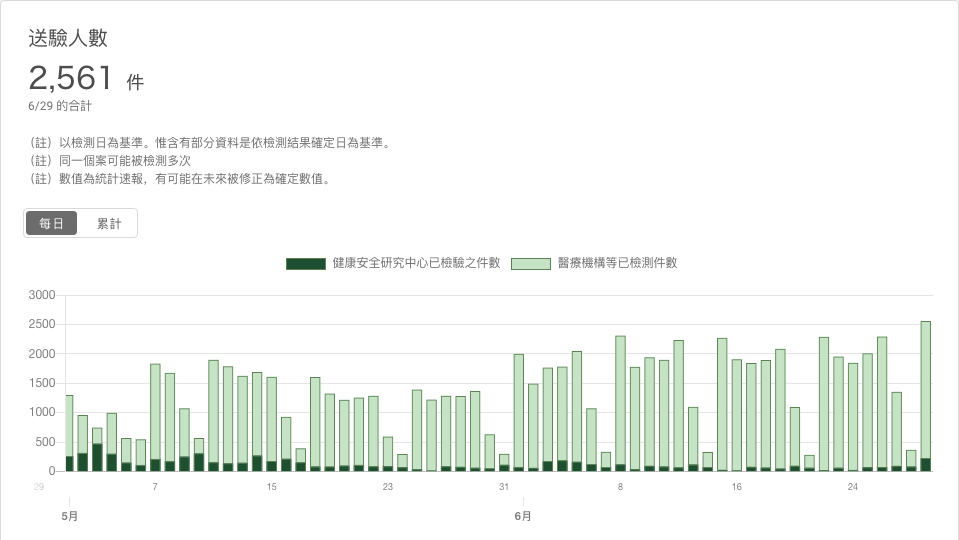 送驗人數
2,561 件
6/29 的合計
（註）以檢測日為基準。惟含有部分資料是依檢測結果確定日為基準。
（註）同一個案可能被檢測多次
（註）數值為統計速報，有可能在未來被修正為確定數值。
每日 累計
健康安全研究中心已檢驗之件數 醫療機構等已檢測件數
3000
2500
2000
1500
1000
500
0
29 7 15 23 31 8 16 24
5月 6月